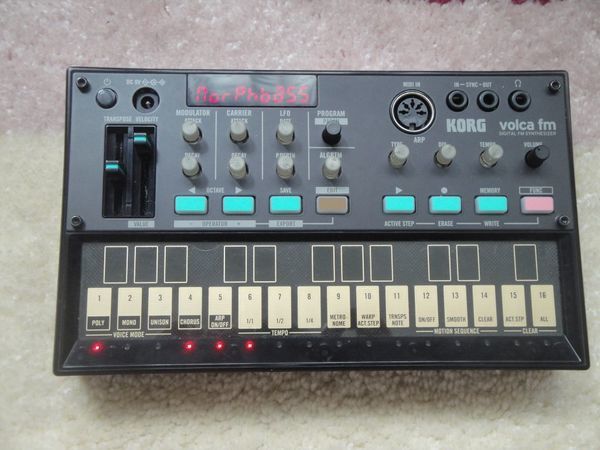 DC 9V
MorPhbass
MIDI IN
IN ← SYNC → OUT
TRANSPOSE VELOCITY
MODULATOR
ATTACK
CARRIER
ATTACK
LFO
RATE
PROGRAM
PARAM
KORG
volca fm
DIGITAL FM SYNTHESIZER
ARP
TYPE
DIV
TEMPO
VOLUME
DECAY
DECAY
PITCH
ALGRTM
◀ OCTAVE ▶
SAVE
EDIT
▶
●
MEMORY
FUNC
VALUE
- OPERATOR +
EXPORT
ACTIVE STEP
ERASE
WRITE
CLEAR
1 2 3 4 5 6 7 8 9 10 11 12 13 14 15 16
POLY
MONO
UNISON
CHORUS
ARP ON/OFF
1/1
1/2
1/4
METRO-NOME
WARP ACT.STEP
TRNSPS NOTE
ON/OFF
SMOOTH
CLEAR
ACT.STP
ALL
VOICE MODE
TEMPO
MOTION SEQUENCE
CLEAR